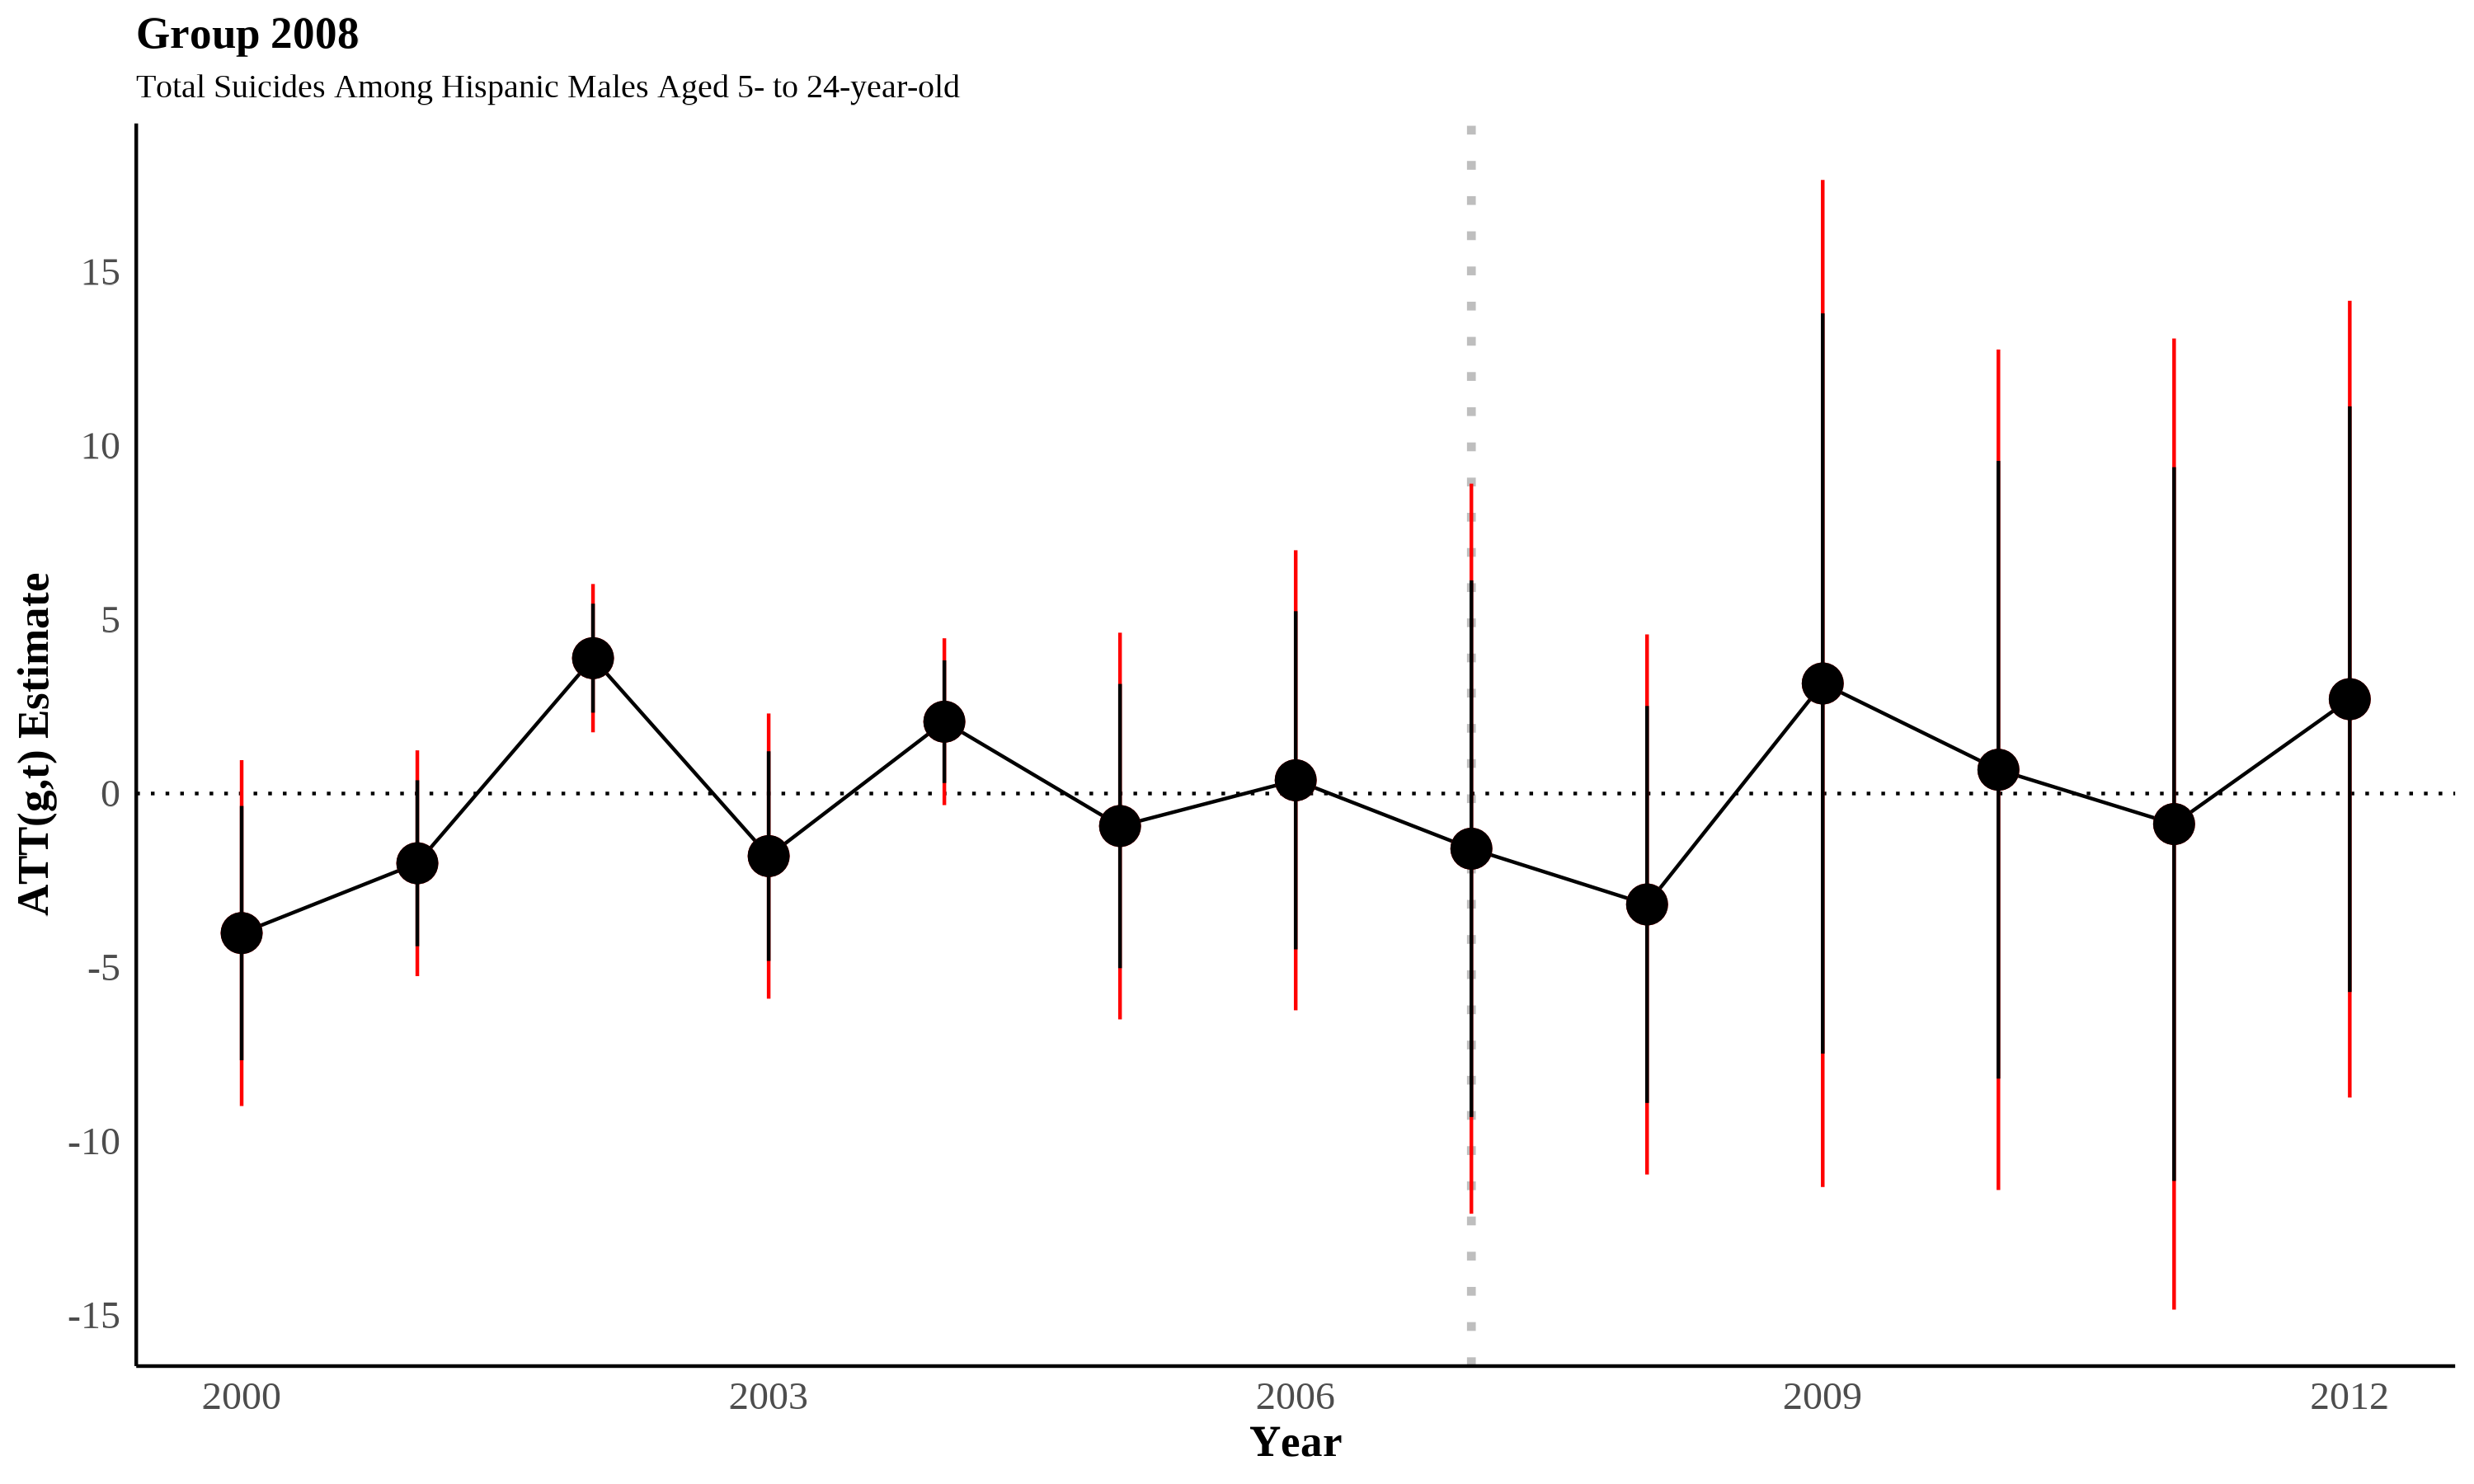 Group 2008
Total Suicides Among Hispanic Males Aged 5- to 24-year-old
ATT(g,t) Estimate
15
10
5
0
-5
-10
-15
2000 2003 2006 2009 2012
Year